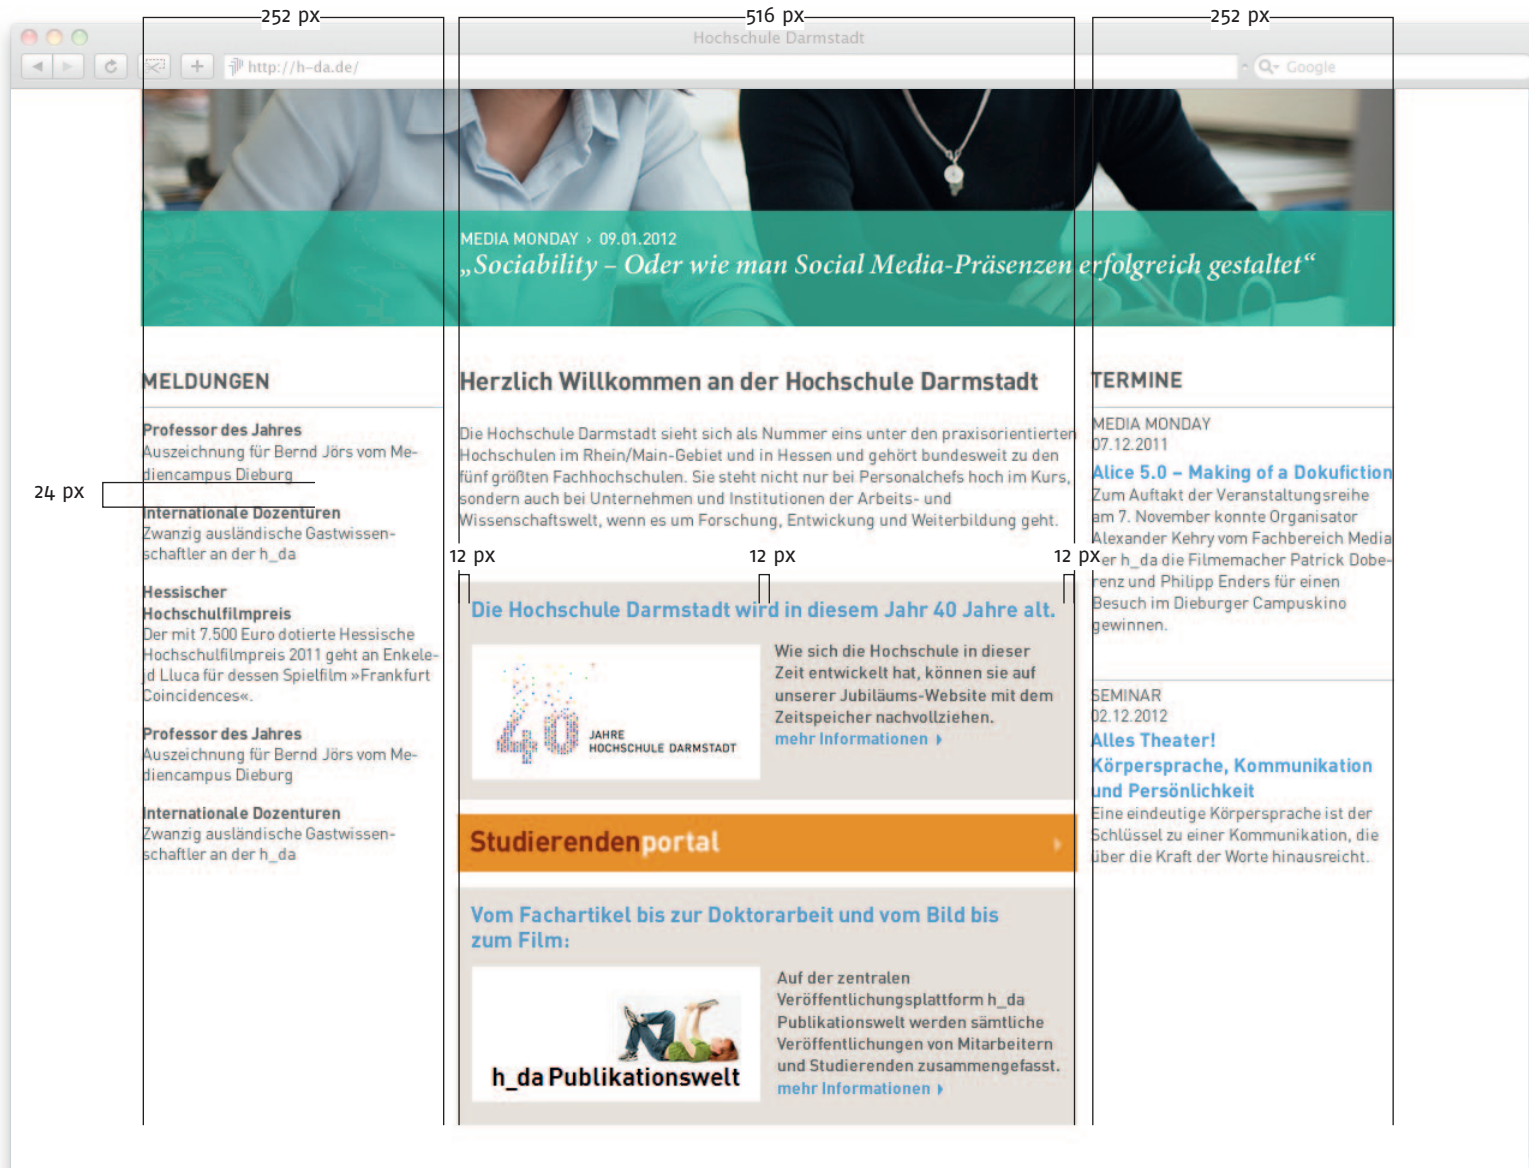 252 px
516 px
252 px
Hochschule Darmstadt
http://h-da.de/
Google
MEDIA MONDAY › 09.01.2012
„Sociability – Oder wie man Social Media-Präsenzen erfolgreich gestaltet“
MELDUNGEN
Professor des Jahres
Auszeichnung für Bernd Jörs vom Me-
diencampus Dieburg
24 px
Internationale Dozenturen
Zwanzig ausländische Gastwissen-
schaftler an der h_da
Hessischer
Hochschulfilmpreis
Der mit 7.500 Euro dotierte Hessische
Hochschulfilmpreis 2011 geht an Enkele-
jd Lluca für dessen Spielfilm »Frankfurt
Coincidences«.
Professor des Jahres
Auszeichnung für Bernd Jörs vom Me-
diencampus Dieburg
Internationale Dozenturen
Zwanzig ausländische Gastwissen-
schaftler an der h_da
Herzlich Willkommen an der Hochschule Darmstadt
Die Hochschule Darmstadt sieht sich als Nummer eins unter den praxisorientierten
Hochschulen im Rhein/Main-Gebiet und in Hessen und gehört bundesweit zu den
fünf größten Fachhochschulen. Sie steht nicht nur bei Personalchefs hoch im Kurs,
sondern auch bei Unternehmen und Institutionen der Arbeits- und
Wissenschaftswelt, wenn es um Forschung, Entwickung und Weiterbildung geht.
12 px
12 px
12 px
Die Hochschule Darmstadt wird in diesem Jahr 40 Jahre alt.
40 JAHRE
HOCHSCHULE DARMSTADT
Wie sich die Hochschule in dieser
Zeit entwickelt hat, können sie auf
unserer Jubiläums-Website mit dem
Zeitspeicher nachvollziehen.
mehr Informationen
Studierendenportal
Vom Fachartikel bis zur Doktorarbeit und vom Bild bis
zum Film:
h_da Publikationswelt
Auf der zentralen
Veröffentlichungsplattform h_da
Publikationswelt werden sämtliche
Veröffentlichungen von Mitarbeitern
und Studierenden zusammengefasst.
mehr Informationen
TERMINE
MEDIA MONDAY
07.12.2011
Alice 5.0 – Making of a Dokufiction
Zum Auftakt der Veranstaltungsreihe
am 7. November konnte Organisator
Alexander Kehry vom Fachbereich Media
der h_da die Filmemacher Patrick Dobe-
renz und Philipp Enders für einen
Besuch im Dieburger Campuskino
gewinnen.
SEMINAR
02.12.2012
Alles Theater!
Körpersprache, Kommunikation
und Persönlichkeit
Eine eindeutige Körpersprache ist der
Schlüssel zu einer Kommunikation, die
über die Kraft der Worte hinausreicht.